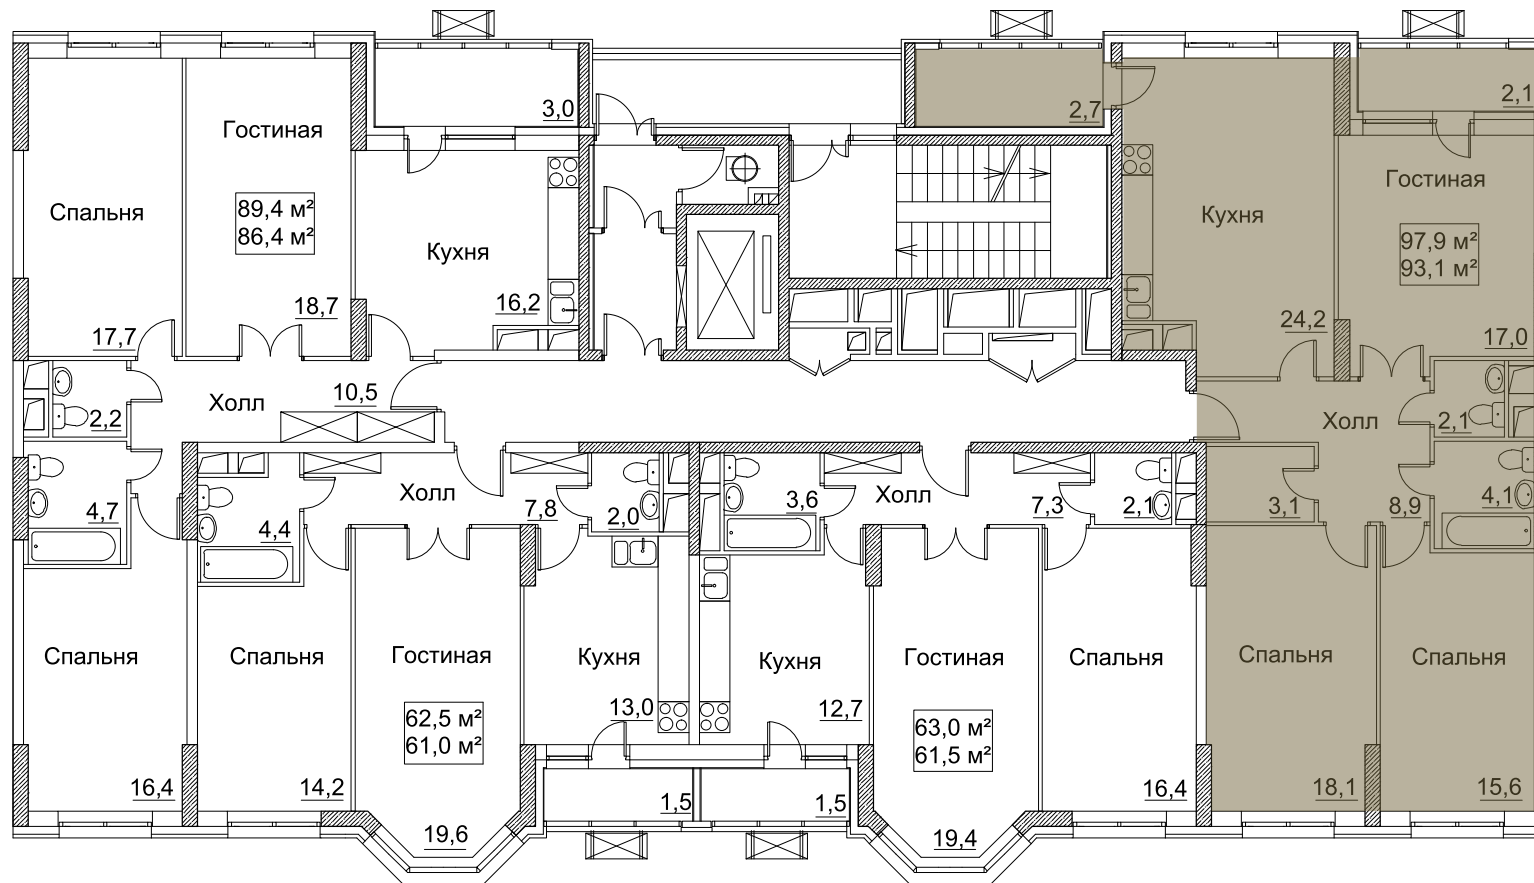 3,0
2,7
2,1
Гостиная
Спальня
89,4 м²
86,4 м²
Кухня
18,7
17,7
16,2
Кухня
Гостиная
97,9 м²
93,1 м²
24,2
17,0
Холл
10,5
2,2
Холл
2,1
4,7
Холл
4,4
7,8
2,0
3,6
Холл
7,3
2,1
3,1
8,9
4,1
Спальня
Спальня
Гостиная
Кухня
Кухня
Гостиная
Спальня
Спальня
Спальня
62,5 м²
61,0 м²
13,0
12,7
63,0 м²
61,5 м²
16,4
14,2
19,6
1,5
1,5
19,4
16,4
18,1
15,6